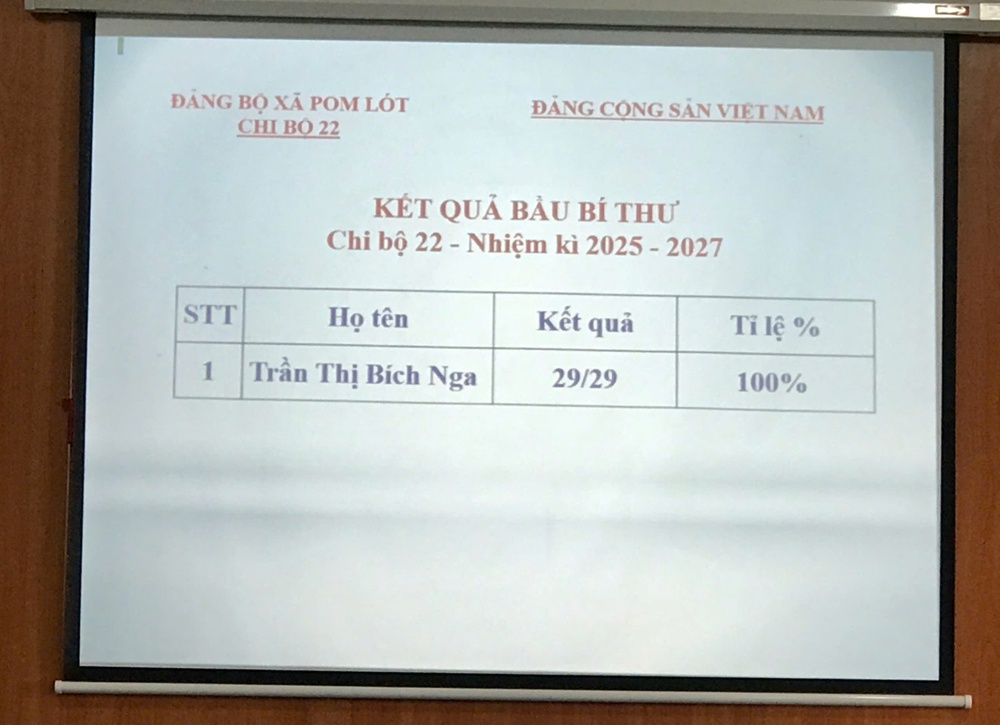 ĐẢNG BỘ XÃ POM LÓT
CHI BỘ 22
ĐẢNG CỘNG SẢN VIỆT NAM
KẾT QUẢ BẦU BÍ THƯ
Chi bộ 22 - Nhiệm kì 2025 - 2027
STT Họ tên Kết quả Tỉ lệ %
1 Trần Thị Bích Nga 29/29 100%